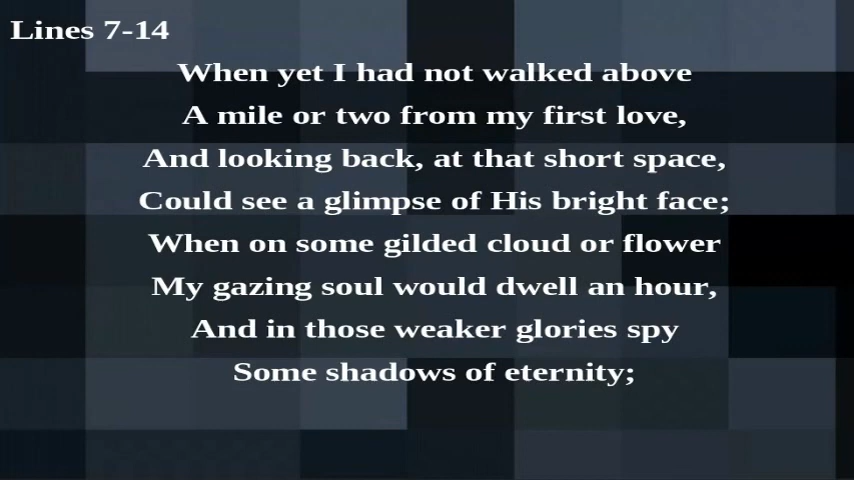 Lines 7-14
When yet I had not walked above
A mile or two from my first love,
And looking back, at that short space,
Could see a glimpse of His bright face;
When on some gilded cloud or flower
My gazing soul would dwell an hour,
And in those weaker glories spy
Some shadows of eternity;